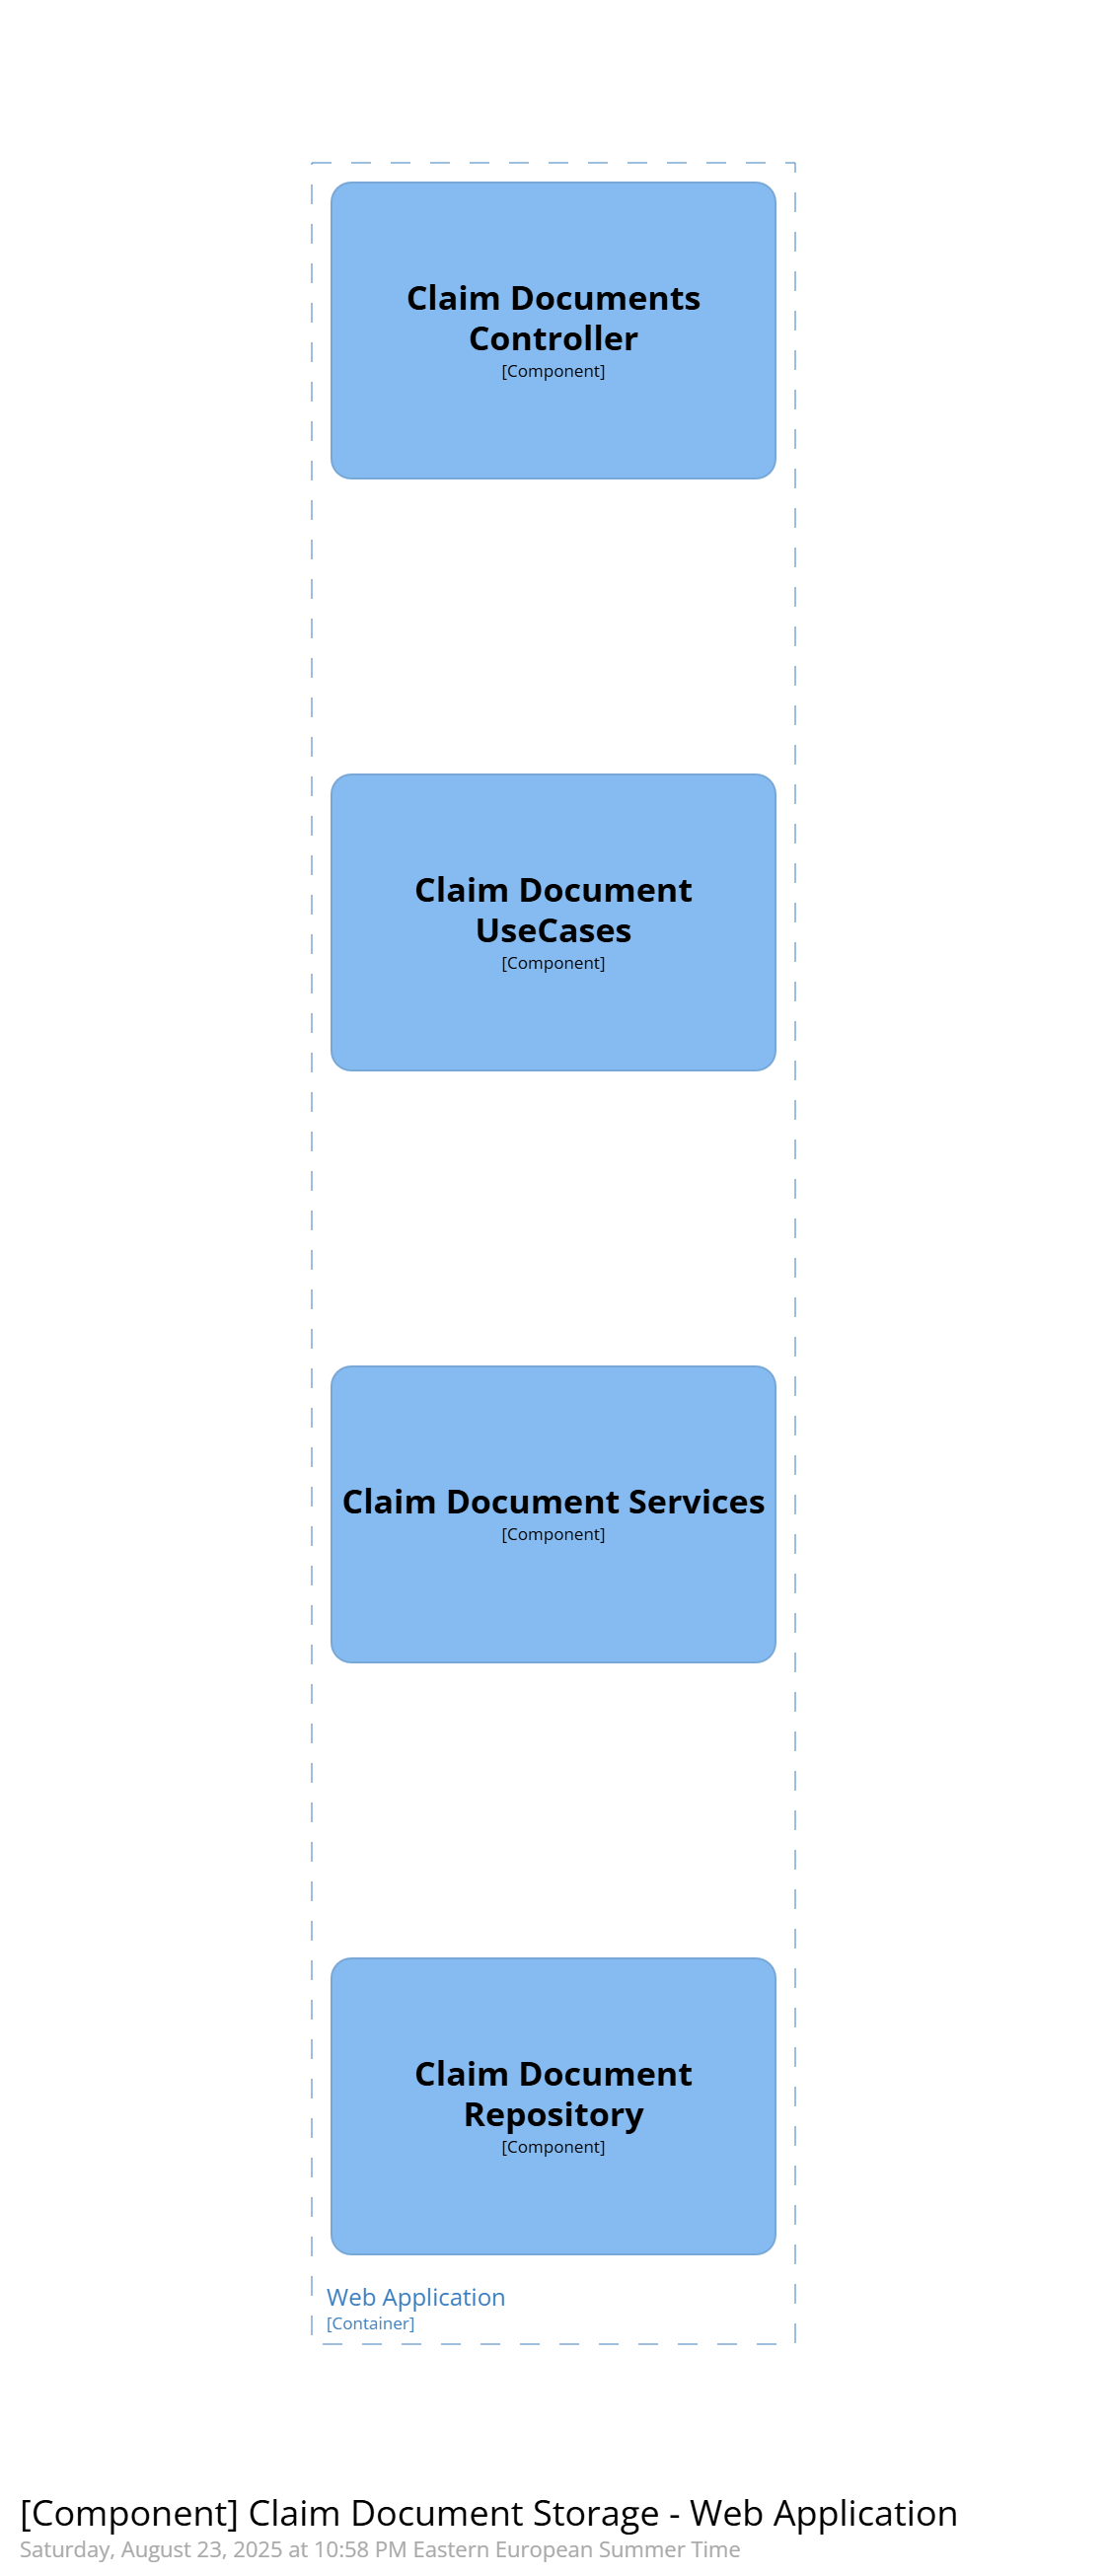 Claim Documents
Controller
[Component]
Claim Document
UseCases
[Component]
Claim Document Services
[Component]
Claim Document
Repository
[Component]
Web Application
[Container]
[Component] Claim Document Storage - Web Application
Saturday, August 23, 2025 at 10:58 PM Eastern European Summer Time